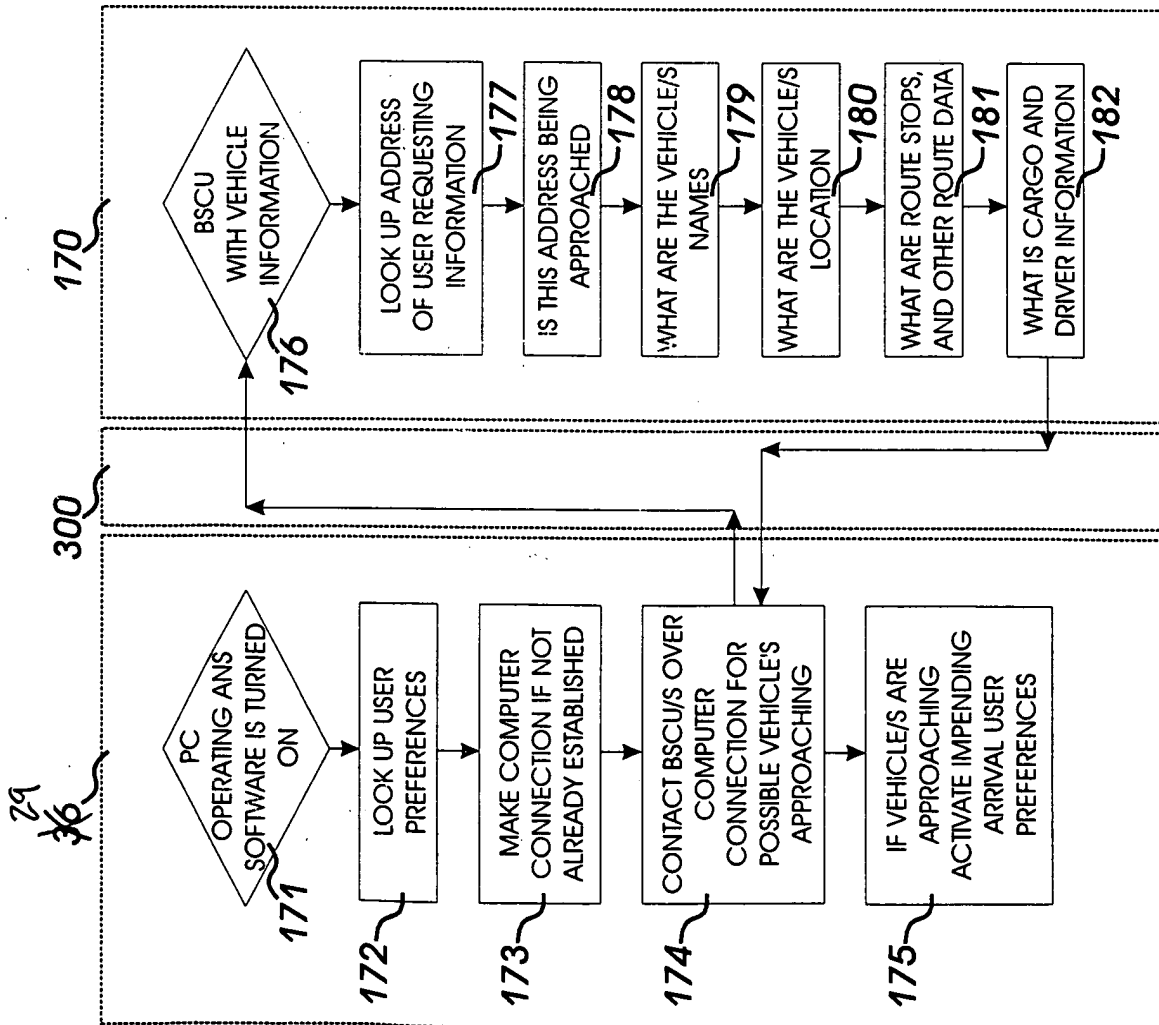 29
36
300
170
PC
OPERATING ANS
SOFTWARE IS TURNED
ON
171
LOOK UP USER
PREFERENCES
172
MAKE COMPUTER
CONNECTION IF NOT
ALREADY ESTABLISHED
173
CONTACT BSCU/S OVER
COMPUTER
CONNECTION FOR
POSSIBLE VEHICLE'S
APPROACHING
174
IF VEHICLE/S ARE
APPROACHING
ACTIVATE IMPENDING
ARRIVAL USER
PREFERENCES
175
BSCU
WITH VEHICLE
INFORMATION
176
LOOK UP ADDRESS
OF USER REQUESTING
INFORMATION
177
IS THIS ADDRESS BEING
APPROACHED
178
WHAT ARE THE VEHICLE/S
NAMES
179
WHAT ARE THE VEHICLE/S
LOCATION
180
WHAT ARE ROUTE STOPS,
AND OTHER ROUTE DATA
181
WHAT IS CARGO AND
DRIVER INFORMATION
182